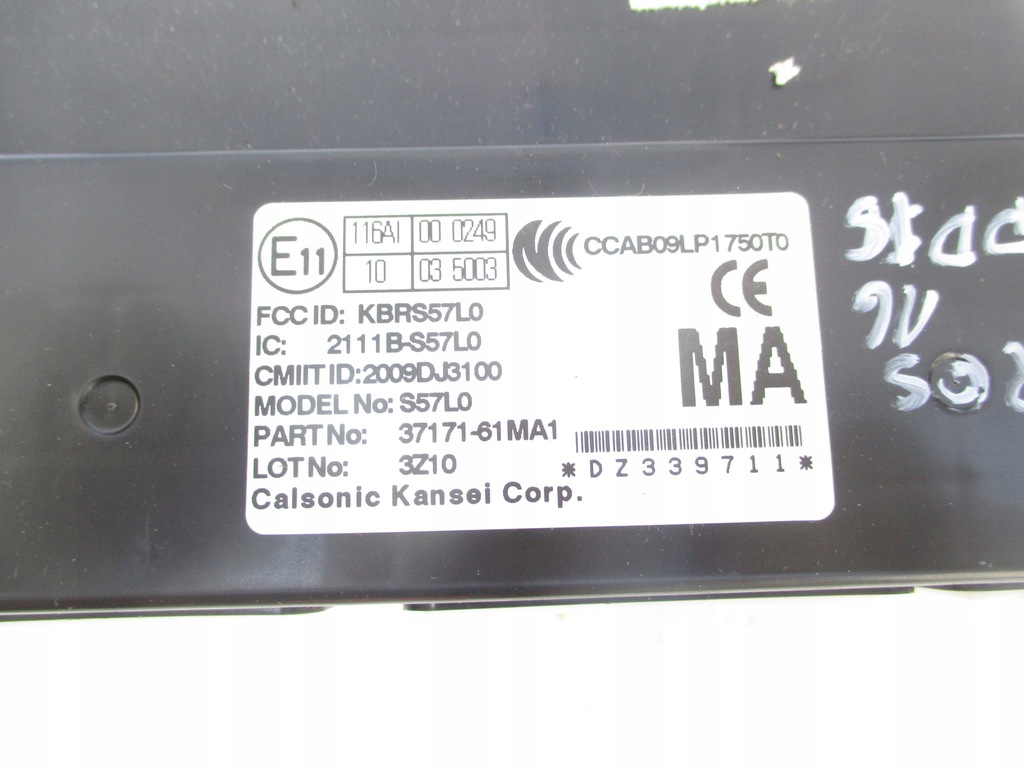 E11
116AI 00 0249
10 03 5003
CCAB09LP1750T0
CE
FCC ID: KBRS57L0
IC: 2111B-S57L0
CMIIT ID:2009DJ3100
MODEL No: S57L0
MA
PART No: 37171-61MA1
LOT No: 3Z10
*DZ339711*
Calsonic Kansei Corp.